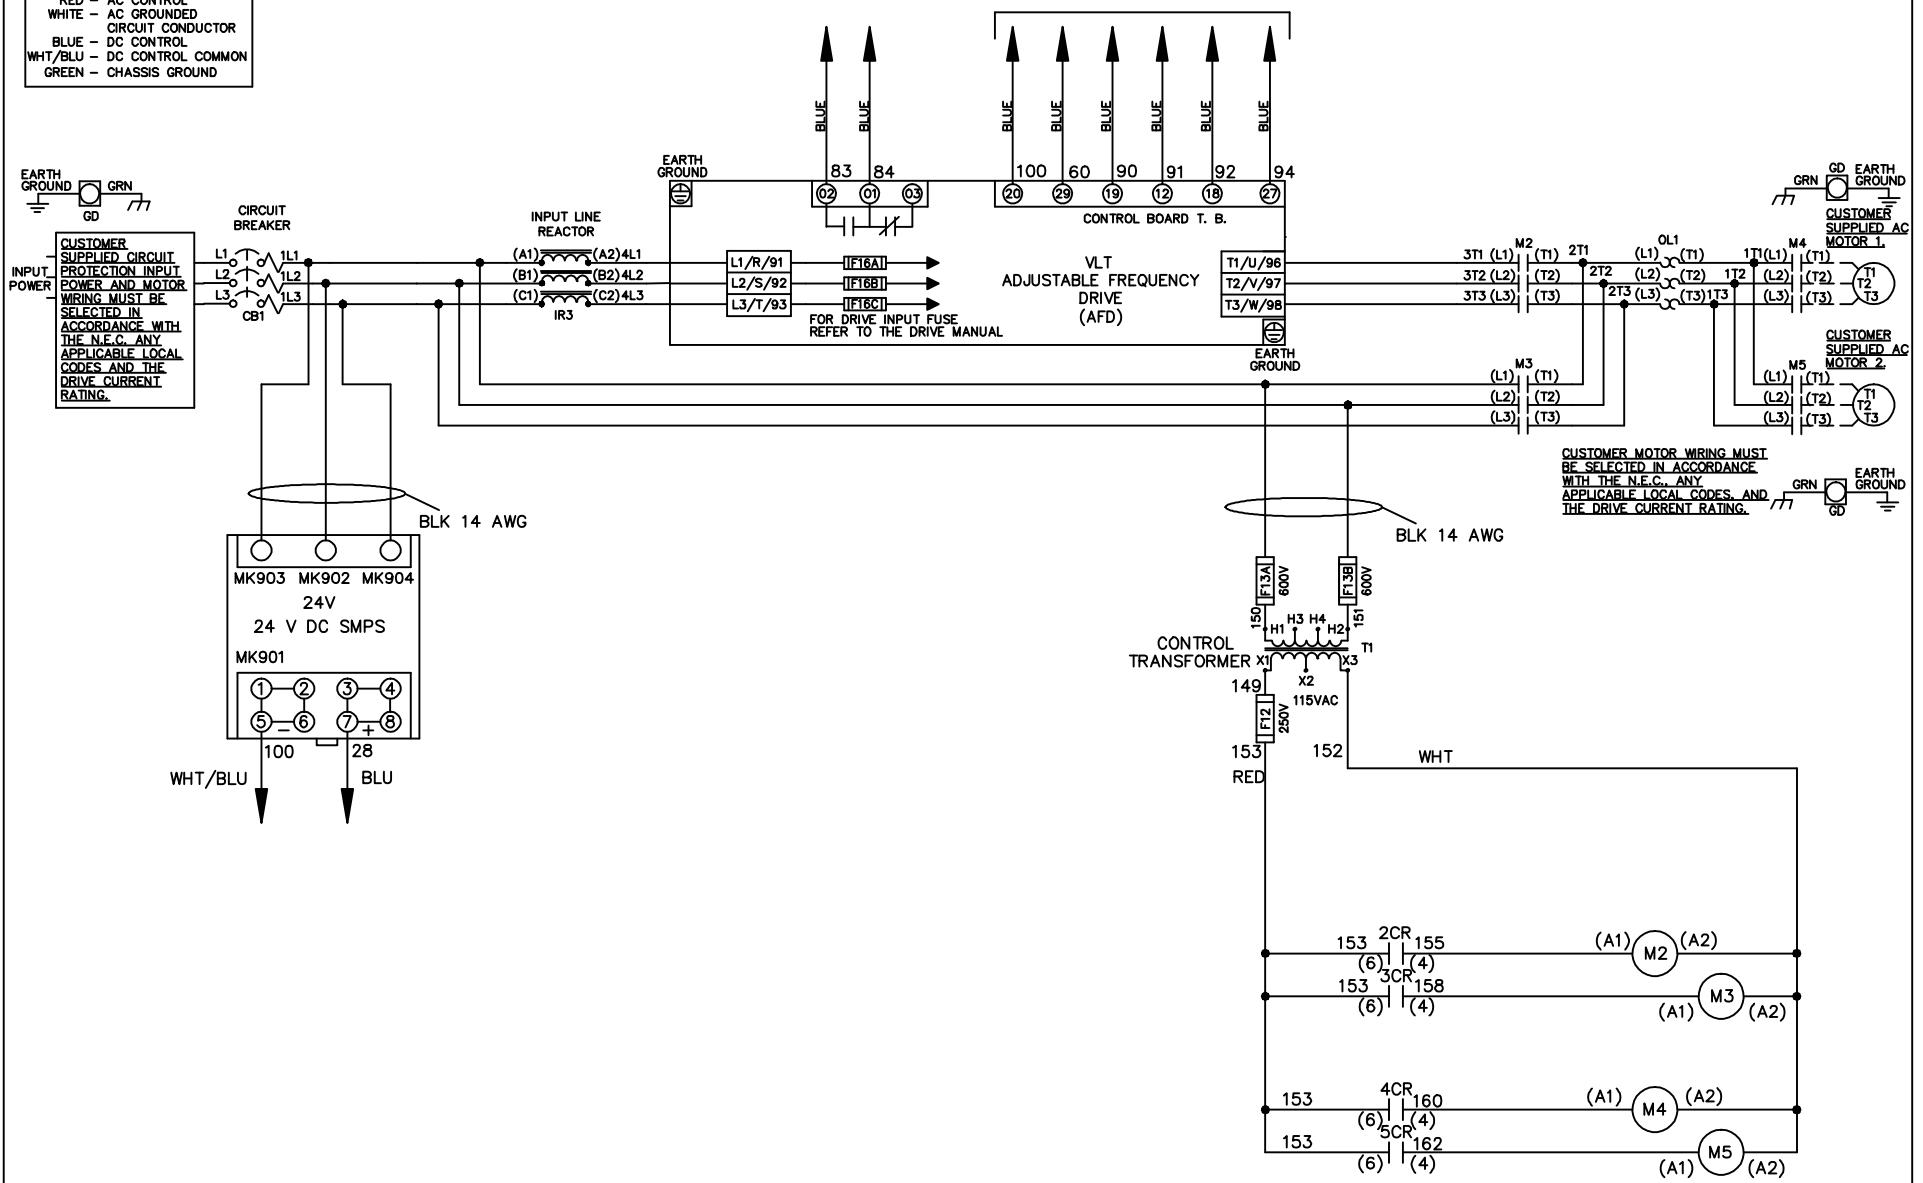 RED - AC CONTROL
WHITE - AC GROUNDED
CIRCUIT CONDUCTOR
BLUE - DC CONTROL
WHT/BLU - DC CONTROL COMMON
GREEN - CHASSIS GROUND
BLUE
BLUE
BLUE
BLUE
BLUE
BLUE
BLUE
BLUE
EARTH
GROUND
GRN
GD
CIRCUIT
BREAKER
INPUT LINE
REACTOR
EARTH
GROUND
83
84
100
60
90
91
92
94
02
01
03
20
29
19
12
18
27
CONTROL BOARD T. B.
GD
EARTH
GROUND
GRN
CUSTOMER
SUPPLIED AC
MOTOR 1.
INPUT
POWER
CUSTOMER
SUPPLIED CIRCUIT
PROTECTION INPUT
POWER AND MOTOR
WIRING MUST BE
SELECTED IN
ACCORDANCE WITH
THE N.E.C. ANY
APPLICABLE LOCAL
CODES AND THE
DRIVE CURRENT
RATING.
L1
1L1
L2
1L2
L3
1L3
CB1
(A1)
(A2) 4L1
(B1)
(B2) 4L2
(C1)
(C2) 4L3
IR3
L1/R/91
L2/S/92
L3/T/93
F16A
F16B
F16C
FOR DRIVE INPUT FUSE
REFER TO THE DRIVE MANUAL
VLT
ADJUSTABLE FREQUENCY
DRIVE
(AFD)
T1/U/96
T2/V/97
T3/W/98
EARTH
GROUND
M2
3T1 (L1) (T1) 2T1
3T2 (L2) (T2) 2T2
3T3 (L3) (T3) 2T3
OL1
(L1) (T1) 1T1
(L2) (T2) 1T2
(L3) (T3) 1T3
M4
(L1) (T1)
(L2) (T2)
(L3) (T3)
T1
T2
T3
CUSTOMER
SUPPLIED AC
MOTOR 2.
M3
(L1) (T1)
(L2) (T2)
(L3) (T3)
M5
(L1) (T1)
(L2) (T2)
(L3) (T3)
T1
T2
T3
CUSTOMER MOTOR WIRING MUST
BE SELECTED IN ACCORDANCE
WITH THE N.E.C., ANY
APPLICABLE LOCAL CODES, AND
THE DRIVE CURRENT RATING.
GRN
EARTH
GROUND
GD
BLK 14 AWG
BLK 14 AWG
MK903 MK902 MK904
24V
24 V DC SMPS
MK901
1 2 3 4
5 6 7 8
- +
100
28
WHT/BLU
BLU
F13A
600V
F13B
600V
150
151
H1 H3 H4 H2
T1
CONTROL
TRANSFORMER
X1
X3
X2
149
115VAC
F12
250V
153
152
RED
WHT
153 2CR 155
(6) (4)
(A1) M2 (A2)
153 3CR 158
(6) (4)
(A1) M3 (A2)
153 4CR 160
(6) (4)
(A1) M4 (A2)
153 5CR 162
(6) (4)
(A1) M5 (A2)